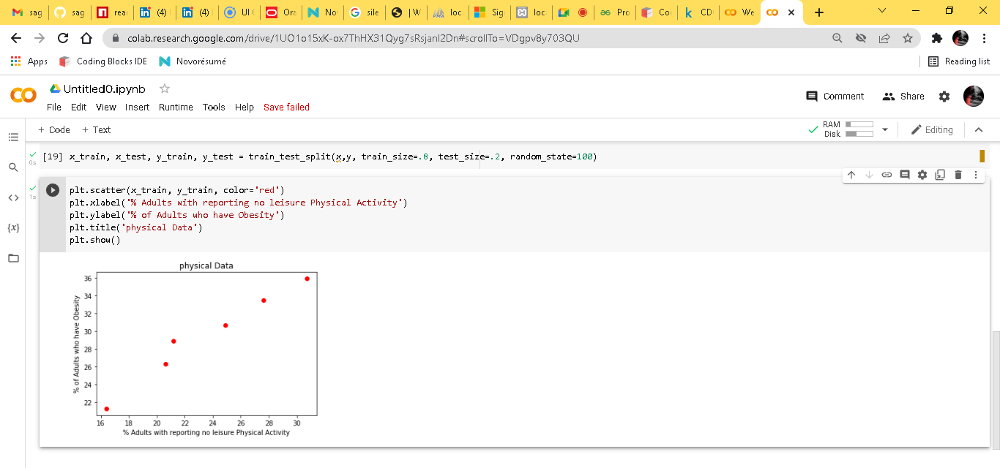 sag
sag
rea
(4)
(4)
UI (
Ora
No
sile
| W
loc
Sig
loc
Pro
Co
CD
We
colab.research.google.com/drive/1UO1o15xK-ox7ThHX31Qyg7sRsjanI2Dn#scrollTo=VDgpv8y703QU
Apps Coding Blocks IDE Novorésumé Reading list
Untitled0.ipynb
File Edit View Insert Runtime Tools Help Save failed
Comment Share
+ Code + Text
RAM
Disk
Editing
[19] x_train, x_test, y_train, y_test = train_test_split(x,y, train_size=.8, test_size=.2, random_state=100)
0s
1s
plt.scatter(x_train, y_train, color='red')
plt.xlabel('% Adults with reporting no leisure Physical Activity')
plt.ylabel('% of Adults who have Obesity')
plt.title('physical Data')
plt.show()
{x}
physical Data
% of Adults who have Obesity
36
34
32
30
28
26
24
22
16 18 20 22 24 26 28 30
% Adults with reporting no leisure Physical Activity